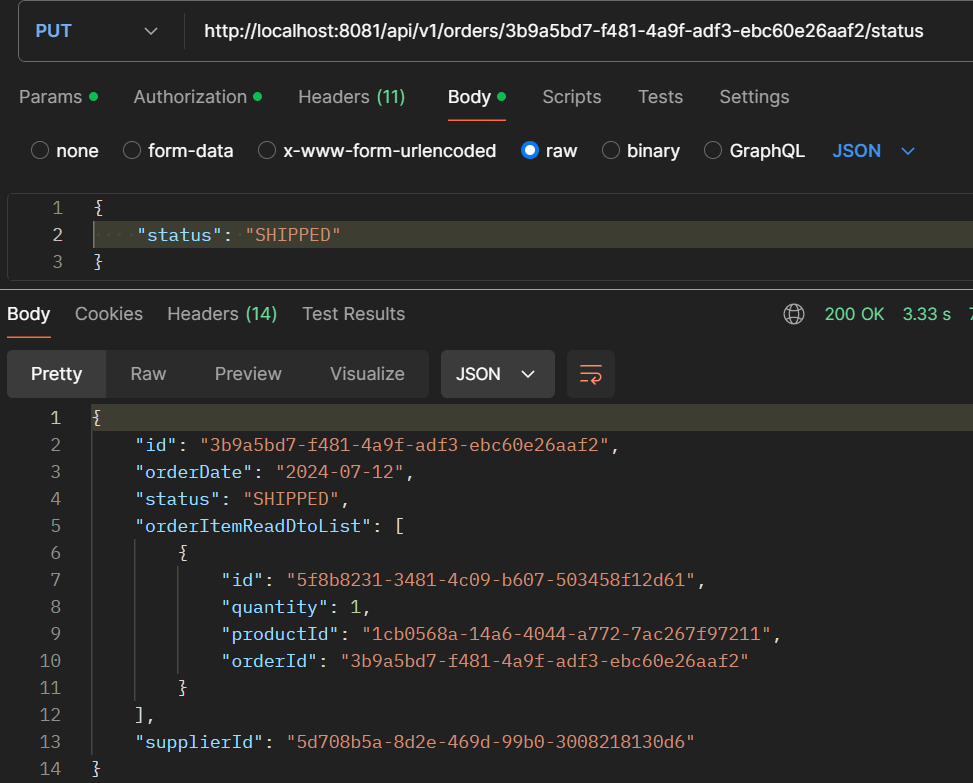 PUT http://localhost:8081/api/v1/orders/3b9a5bd7-f481-4a9f-adf3-ebc60e26aaf2/status
Params Authorization Headers (11) Body Scripts Tests Settings
none form-data x-www-form-urlencoded raw binary GraphQL JSON
1 {
2 "status": "SHIPPED"
3 }
Body Cookies Headers (14) Test Results 200 OK 3.33 s
Pretty Raw Preview Visualize JSON
1 {
2 "id": "3b9a5bd7-f481-4a9f-adf3-ebc60e26aaf2",
3 "orderDate": "2024-07-12",
4 "status": "SHIPPED",
5 "orderItemReadDtoList": [
6 {
7 "id": "5f8b8231-3481-4c09-b607-503458f12d61",
8 "quantity": 1,
9 "productId": "1cb0568a-14a6-4044-a772-7ac267f97211",
10 "orderId": "3b9a5bd7-f481-4a9f-adf3-ebc60e26aaf2"
11 }
12 ],
13 "supplierId": "5d708b5a-8d2e-469d-99b0-3008218130d6"
14 }